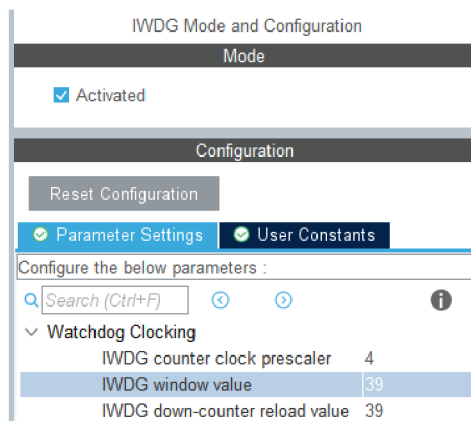 IWDG Mode and Configuration
Mode
Activated
Configuration
Reset Configuration
Parameter Settings User Constants
Configure the below parameters :
Search (Ctrl+F)
Watchdog Clocking
IWDG counter clock prescaler 4
IWDG window value 39
IWDG down-counter reload value 39